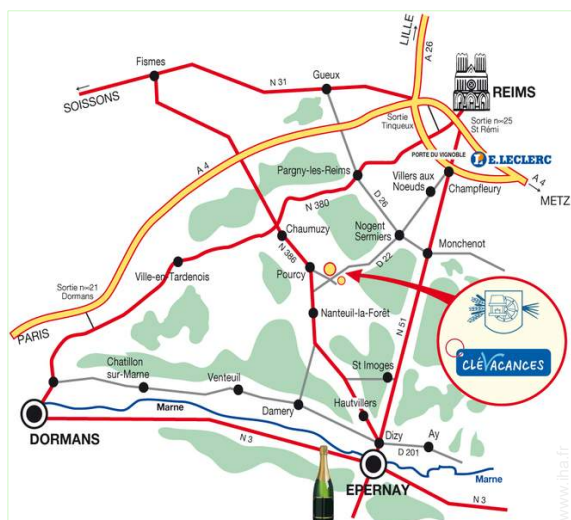 LILLE
A 26
Fismes
N 31
Gueux
SOISSONS
REIMS
Sortie
Tinqueux
Sortie n=25
St Rémi
PORTE DU VIGNOBLE
E.LECLERC
A 4
Pargny-les-Reims
Villers aux
Noeuds
Champfleury
A 4
METZ
D 26
N 380
Chaumuzy
Nogent
Sermiers
N 386
Monchenot
D 22
Pourcy
Ville-en-Tardenois
Sortie n=21
Dormans
Nanteuil-la-Forêt
N 51
PARIS
CLÉVACANCES
Chatillon
sur-Marne
St Imoges
Venteuil
Marne
Damery
Hautvillers
DORMANS
Dizy
Ay
D 201
N 3
Marne
EPERNAY
N 3
www.iha.fr